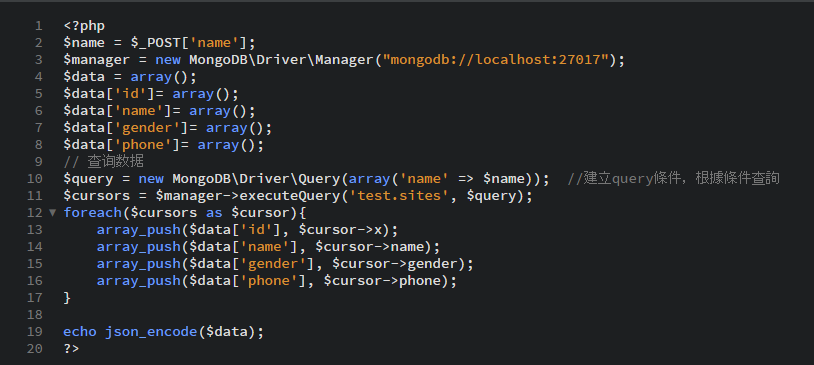 1 <?php
2 $name = $_POST['name'];
3 $manager = new MongoDB\Driver\Manager("mongodb://localhost:27017");
4 $data = array();
5 $data['id']= array();
6 $data['name']= array();
7 $data['gender']= array();
8 $data['phone']= array();
9 // 查询数据
10 $query = new MongoDB\Driver\Query(array('name' => $name));  //建立query條件，根據條件查詢
11 $cursors = $manager->executeQuery('test.sites', $query);
12 foreach($cursors as $cursor){
13     array_push($data['id'], $cursor->x);
14     array_push($data['name'], $cursor->name);
15     array_push($data['gender'], $cursor->gender);
16     array_push($data['phone'], $cursor->phone);
17 }
18
19 echo json_encode($data);
20 ?>